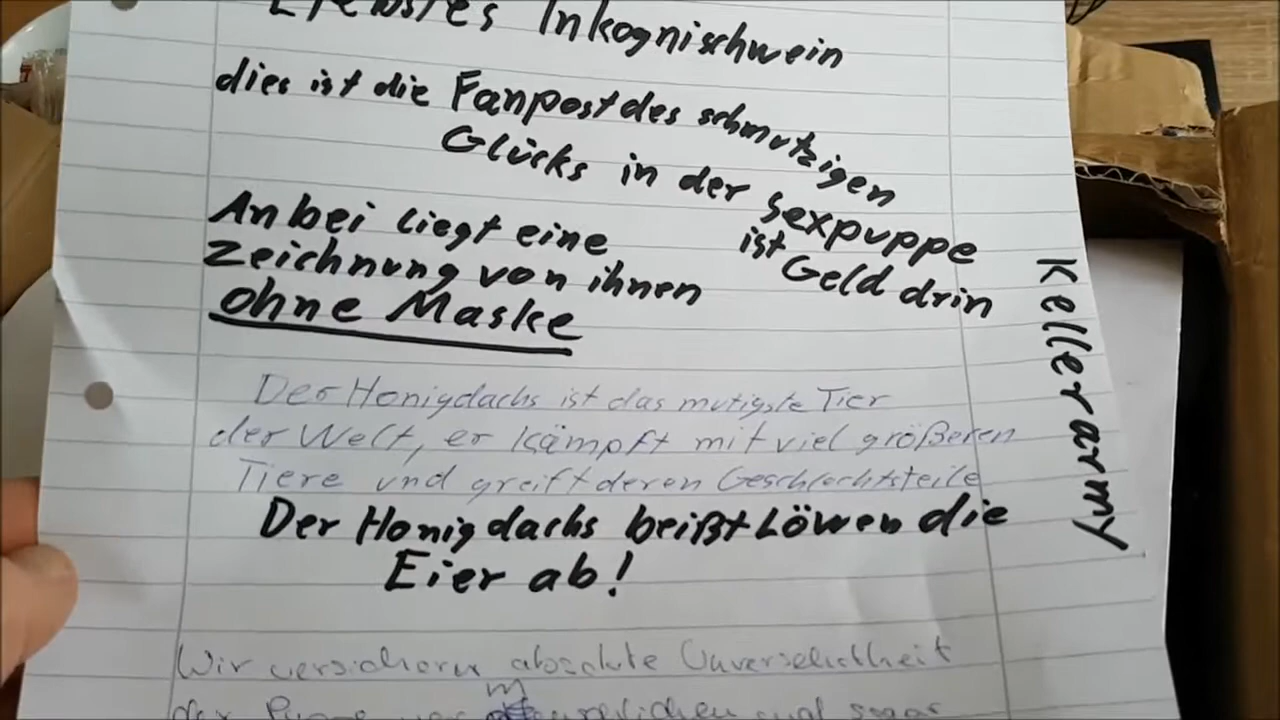 Inkognischwein
dies ist die Fanpost des schmutzigen
Glücks in der Sexpuppe
ist Geld drin
Anbei liegt eine
Zeichnung von ihnen
ohne Maske
Kellerarmy
Der Honigdachs ist das mutigste Tier
der Welt, er kämpft mit viel größeren
Tiere und greift deren Geschlechtsteile
Der Honigdachs beißt Löwen die
Eier ab!
Wir versichern absolute Unversehrtheit
der